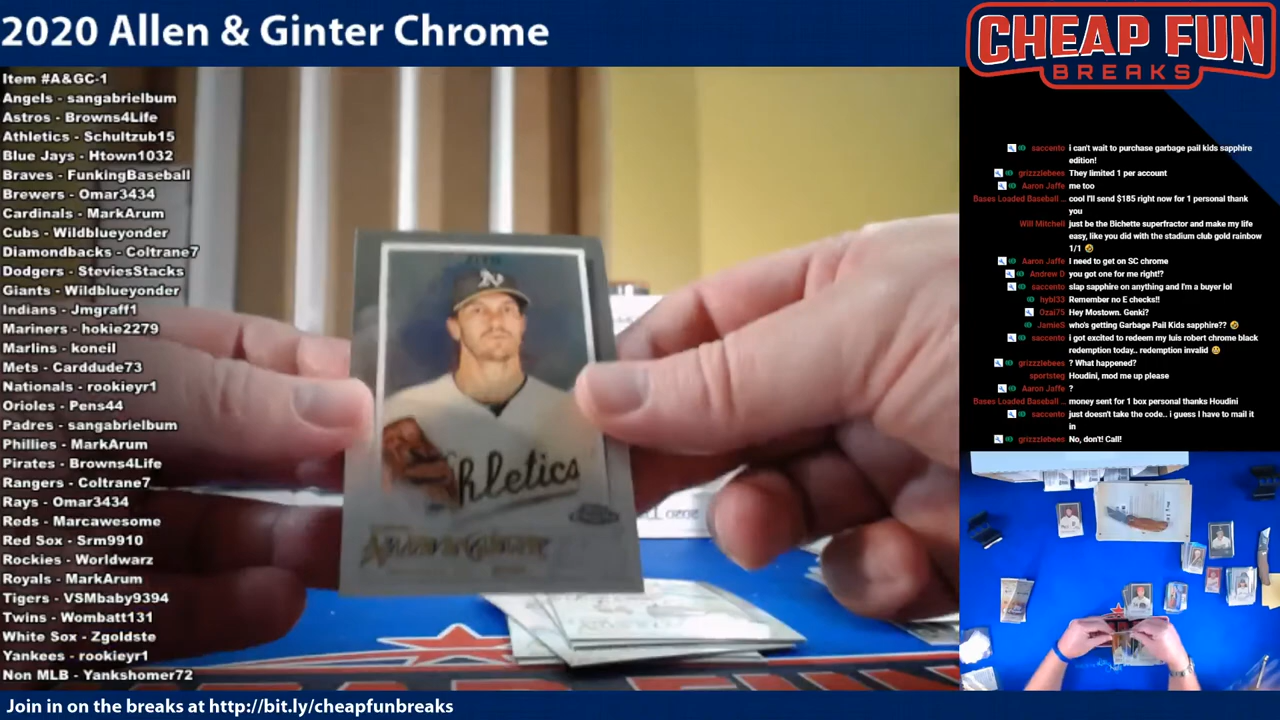 2020 Allen & Ginter Chrome
CHEAP FUN
BREAKS
Item #A&GC-1
Angels - sangabrielbum
Astros - Browns4Life
Athletics - Schultzub15
Blue Jays - Htown1032
Braves - FunkingBaseball
Brewers - Omar3434
Cardinals - MarkArum
Cubs - Wildblueyonder
Diamondbacks - Coltrane7
Dodgers - SteviesStacks
Giants - Wildblueyonder
Indians - Jmgraff1
Mariners - hokie2279
Marlins - koneil
Mets - Carddude73
Nationals - rookieyr1
Orioles - Pens44
Padres - sangabrielbum
Phillies - MarkArum
Pirates - Browns4Life
Rangers - Coltrane7
Rays - Omar3434
Reds - Marcawesome
Red Sox - Srm9910
Rockies - Worldwarz
Royals - MarkArum
Tigers - VSMbaby9394
Twins - Wombatt131
White Sox - Zgoldste
Yankees - rookieyr1
Non MLB - Yankshomer72
hletics
Allen & Ginter
saccento i can't wait to purchase garbage pail kids sapphire
edition!
grizzzlebees They limited 1 per account
Aaron Jaffe me too
Bases Loaded Baseball ... cool I'll send $185 right now for 1 personal thank
you
Will Mitchell just be the Bichette superfractor and make my life
easy, like you did with the stadium club gold rainbow
1/1
Aaron Jaffe I need to get on SC chrome
Andrew D you got one for me right!?
saccento slap sapphire on anything and I'm a buyer lol
hybl33 Remember no E checks!!
Ozai75 Hey Mostown. Genki?
JamieS who's getting Garbage Pail Kids sapphire??
saccento i got excited to redeem my luis robert chrome black
redemption today.. redemption invalid
grizzzlebees ? What happened?
sportsteg Houdini, mod me up please
Aaron Jaffe ?
Bases Loaded Baseball ... money sent for 1 box personal thanks Houdini
saccento just doesn't take the code.. i guess I have to mail it
in
grizzzlebees No, don't! Call!
Join in on the breaks at http://bit.ly/cheapfunbreaks